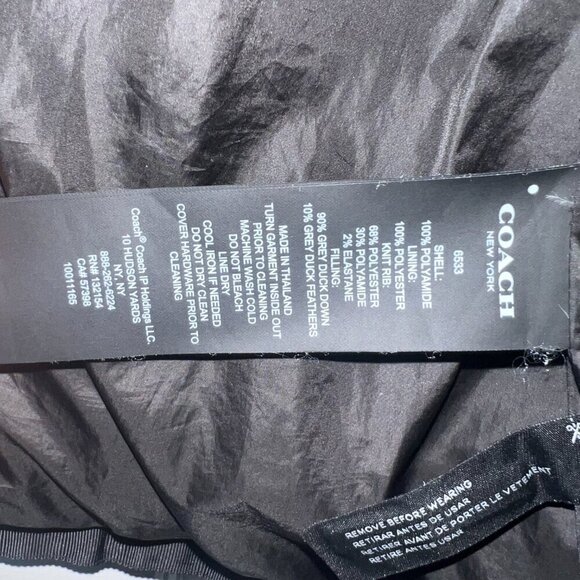 COACH
NEW YORK
6533
SHELL:
100% POLYAMIDE
LINING:
100% POLYESTER
KNIT RIB:
68% POLYESTER
30% POLYAMIDE
2% ELASTANE
FILLING:
90% GREY DUCK DOWN
10% GREY DUCK FEATHERS
MADE IN THAILAND
TURN GARMENT INSIDE OUT
PRIOR TO CLEANING
MACHINE WASH COLD
DO NOT BLEACH
LINE DRY
COOL IRON IF NEEDED
DO NOT DRY CLEAN
COVER HARDWARE PRIOR TO
CLEANING
Coach® Coach IP Holdings LLC.
10 HUDSON YARDS
NY, NY
888-262-6224
RN# 132154
CA# 57398
10011165
REMOVE BEFORE WEARING
RETIRAR ANTES DE USAR
RETIRER AVANT DE PORTER LE VETEMENT
RETIRE ANTES USAR